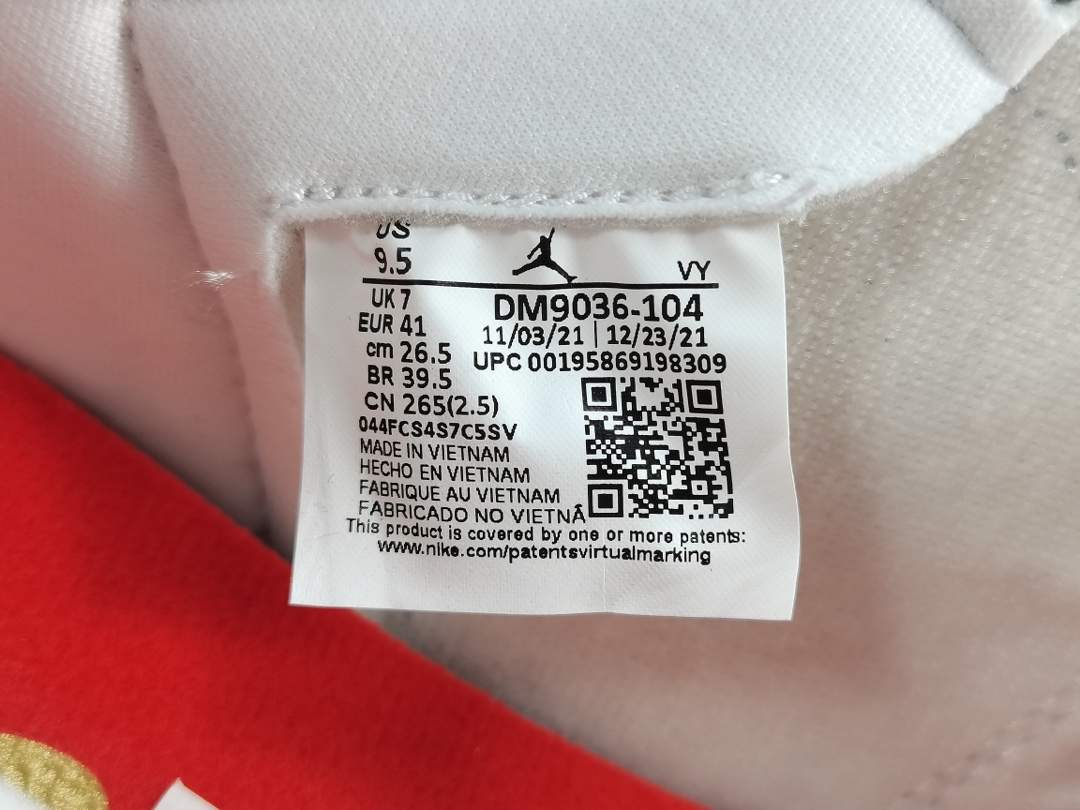 US
9.5
VY
UK 7
DM9036-104
EUR 41
11/03/21 | 12/23/21
cm 26.5
UPC 00195869198309
BR 39.5
CN 265(2.5)
044FCS4S7C5SV
MADE IN VIETNAM
HECHO EN VIETNAM
FABRIQUE AU VIETNAM
FABRICADO NO VIETNÃ
This product is covered by one or more patents:
www.nike.com/patentsvirtualmarking